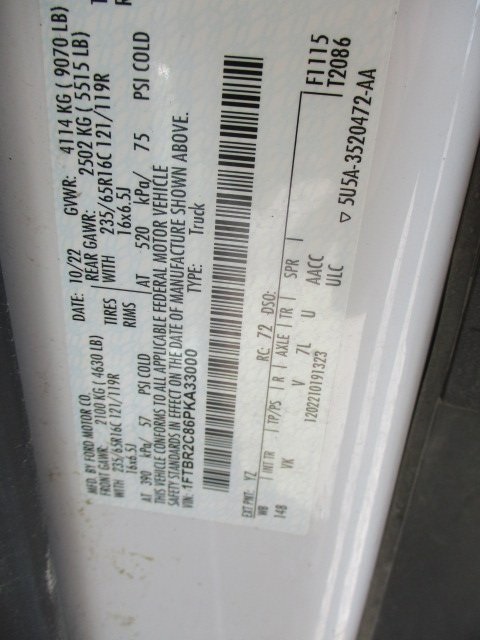 MFD. BY FORD MOTOR CO.
DATE: 10/22 GVWR: 4114 KG ( 9070 LB)
FRONT GAWR: 2100 KG ( 4630 LB) REAR GAWR: 2502 KG ( 5515 LB)
WITH 235/65R16C 121/119R TIRES WITH 235/65R16C 121/119R
16x6.5J RIMS 16x6.5J
AT 390 kPa/ 57 PSI COLD AT 520 kPa/ 75 PSI COLD
THIS VEHICLE CONFORMS TO ALL APPLICABLE FEDERAL MOTOR VEHICLE
SAFETY STANDARDS IN EFFECT ON THE DATE OF MANUFACTURE SHOWN ABOVE.
VIN: 1FTBR2C86PKA33000 TYPE: Truck
F1115
T2086
EXT PNT: YZ RC: 72 DSO:
WB INT TR TP/PS R AXLE TR SPR
148 VK V 7L U AACC
ULC
1202210191323
▽ 5U5A-3520472-AA